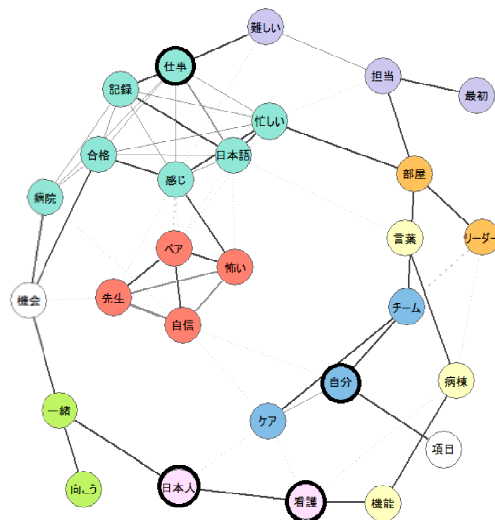 難しい
仕事
担当
記録
最初
忙しい
合格
日本語
感じ
部屋
病院
言葉
リーダー
ペア
怖い
先生
機会
自信
チーム
自分
病棟
一緒
ケア
項目
向こう
日本人
看護
機能